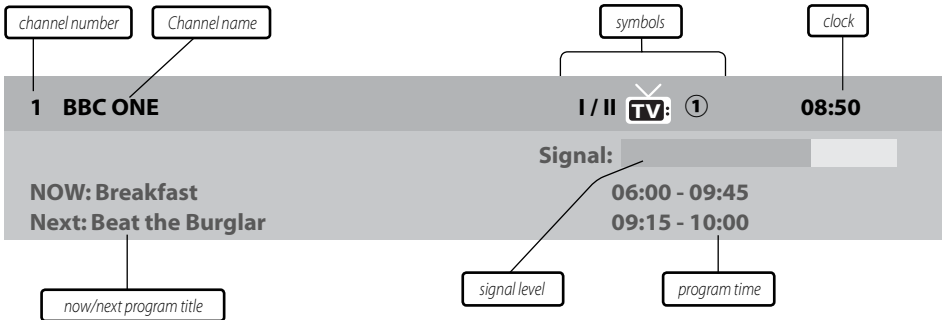 channel number
Channel name
symbols
clock
1 BBC ONE I / II TV: ① 08:50
Signal:
NOW: Breakfast 06:00 - 09:45
Next: Beat the Burglar 09:15 - 10:00
now/next program title
signal level
program time